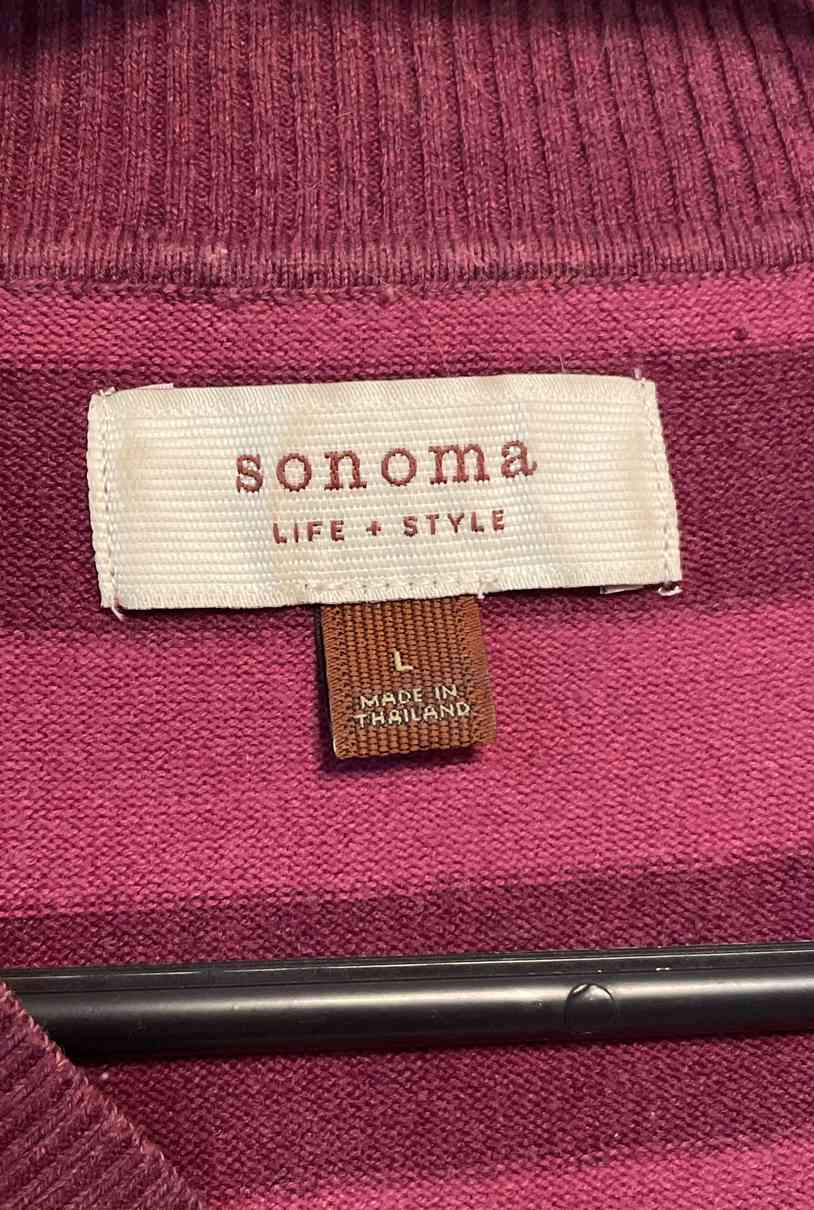 sonoma
LIFE + STYLE
L
MADE IN
THAILAND